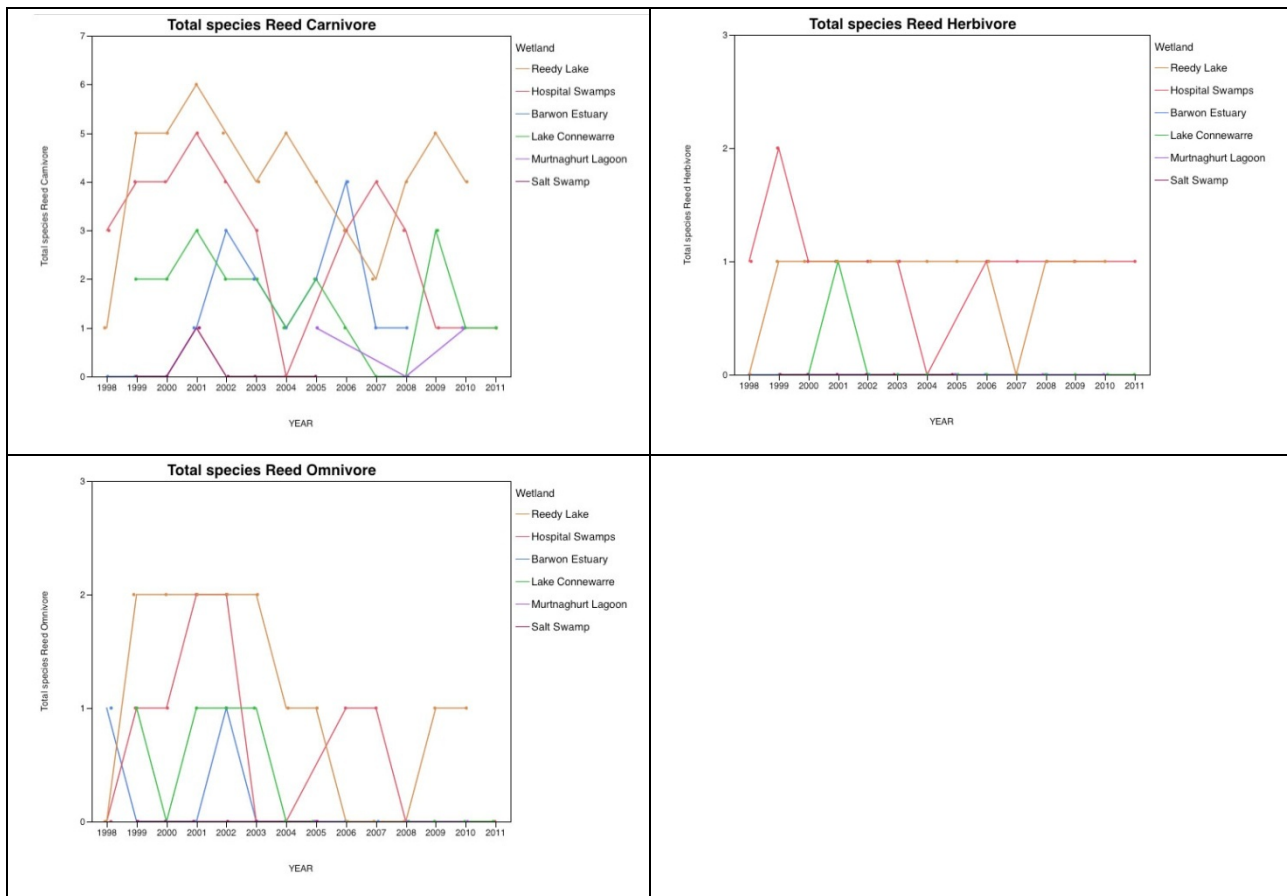 Total species Reed Carnivore
7
6
5
4
3
2
1
0
Total species Reed Carnivore
1998 1999 2000 2001 2002 2003 2004 2005 2006 2007 2008 2009 2010 2011
YEAR
Wetland
Reedy Lake
Hospital Swamps
Barwon Estuary
Lake Connewarre
Murtnaghurt Lagoon
Salt Swamp
Total species Reed Herbivore
3
2
1
0
Total species Reed Herbivore
1998 1999 2000 2001 2002 2003 2004 2005 2006 2007 2008 2009 2010 2011
YEAR
Wetland
Reedy Lake
Hospital Swamps
Barwon Estuary
Lake Connewarre
Murtnaghurt Lagoon
Salt Swamp
Total species Reed Omnivore
3
2
1
0
Total species Reed Omnivore
1998 1999 2000 2001 2002 2003 2004 2005 2006 2007 2008 2009 2010 2011
YEAR
Wetland
Reedy Lake
Hospital Swamps
Barwon Estuary
Lake Connewarre
Murtnaghurt Lagoon
Salt Swamp